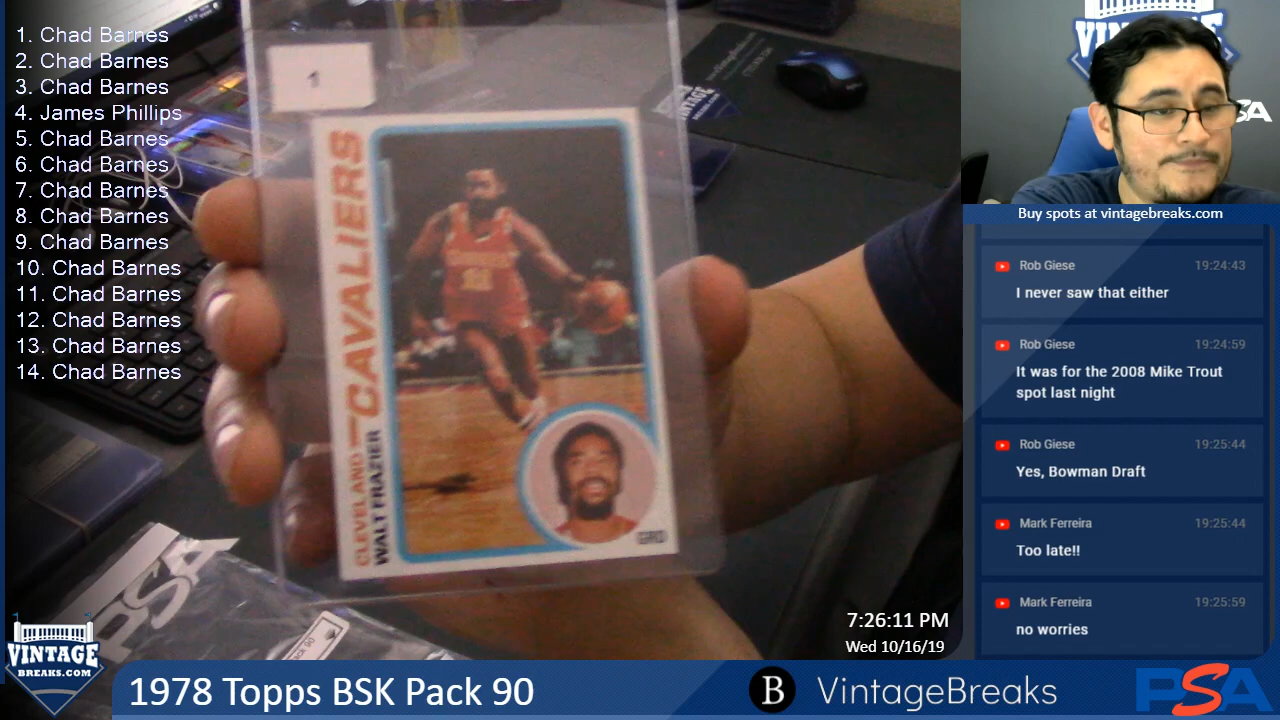 1. Chad Barnes
2. Chad Barnes
3. Chad Barnes
4. James Phillips
5. Chad Barnes
6. Chad Barnes
7. Chad Barnes
8. Chad Barnes
9. Chad Barnes
10. Chad Barnes
11. Chad Barnes
12. Chad Barnes
13. Chad Barnes
14. Chad Barnes
1
CLEVELAND CAVALIERS
WALT FRAZIER
GRD
VINTAGE
PSA
VINTAGE
BREAKS.COM
7:26:11 PM
Wed 10/16/19
1978 Topps BSK Pack 90
B VintageBreaks
PSA
SA
Buy spots at vintagebreaks.com
Rob Giese 19:24:43
I never saw that either
Rob Giese 19:24:59
It was for the 2008 Mike Trout
spot last night
Rob Giese 19:25:44
Yes, Bowman Draft
Mark Ferreira 19:25:44
Too late!!
Mark Ferreira 19:25:59
no worries